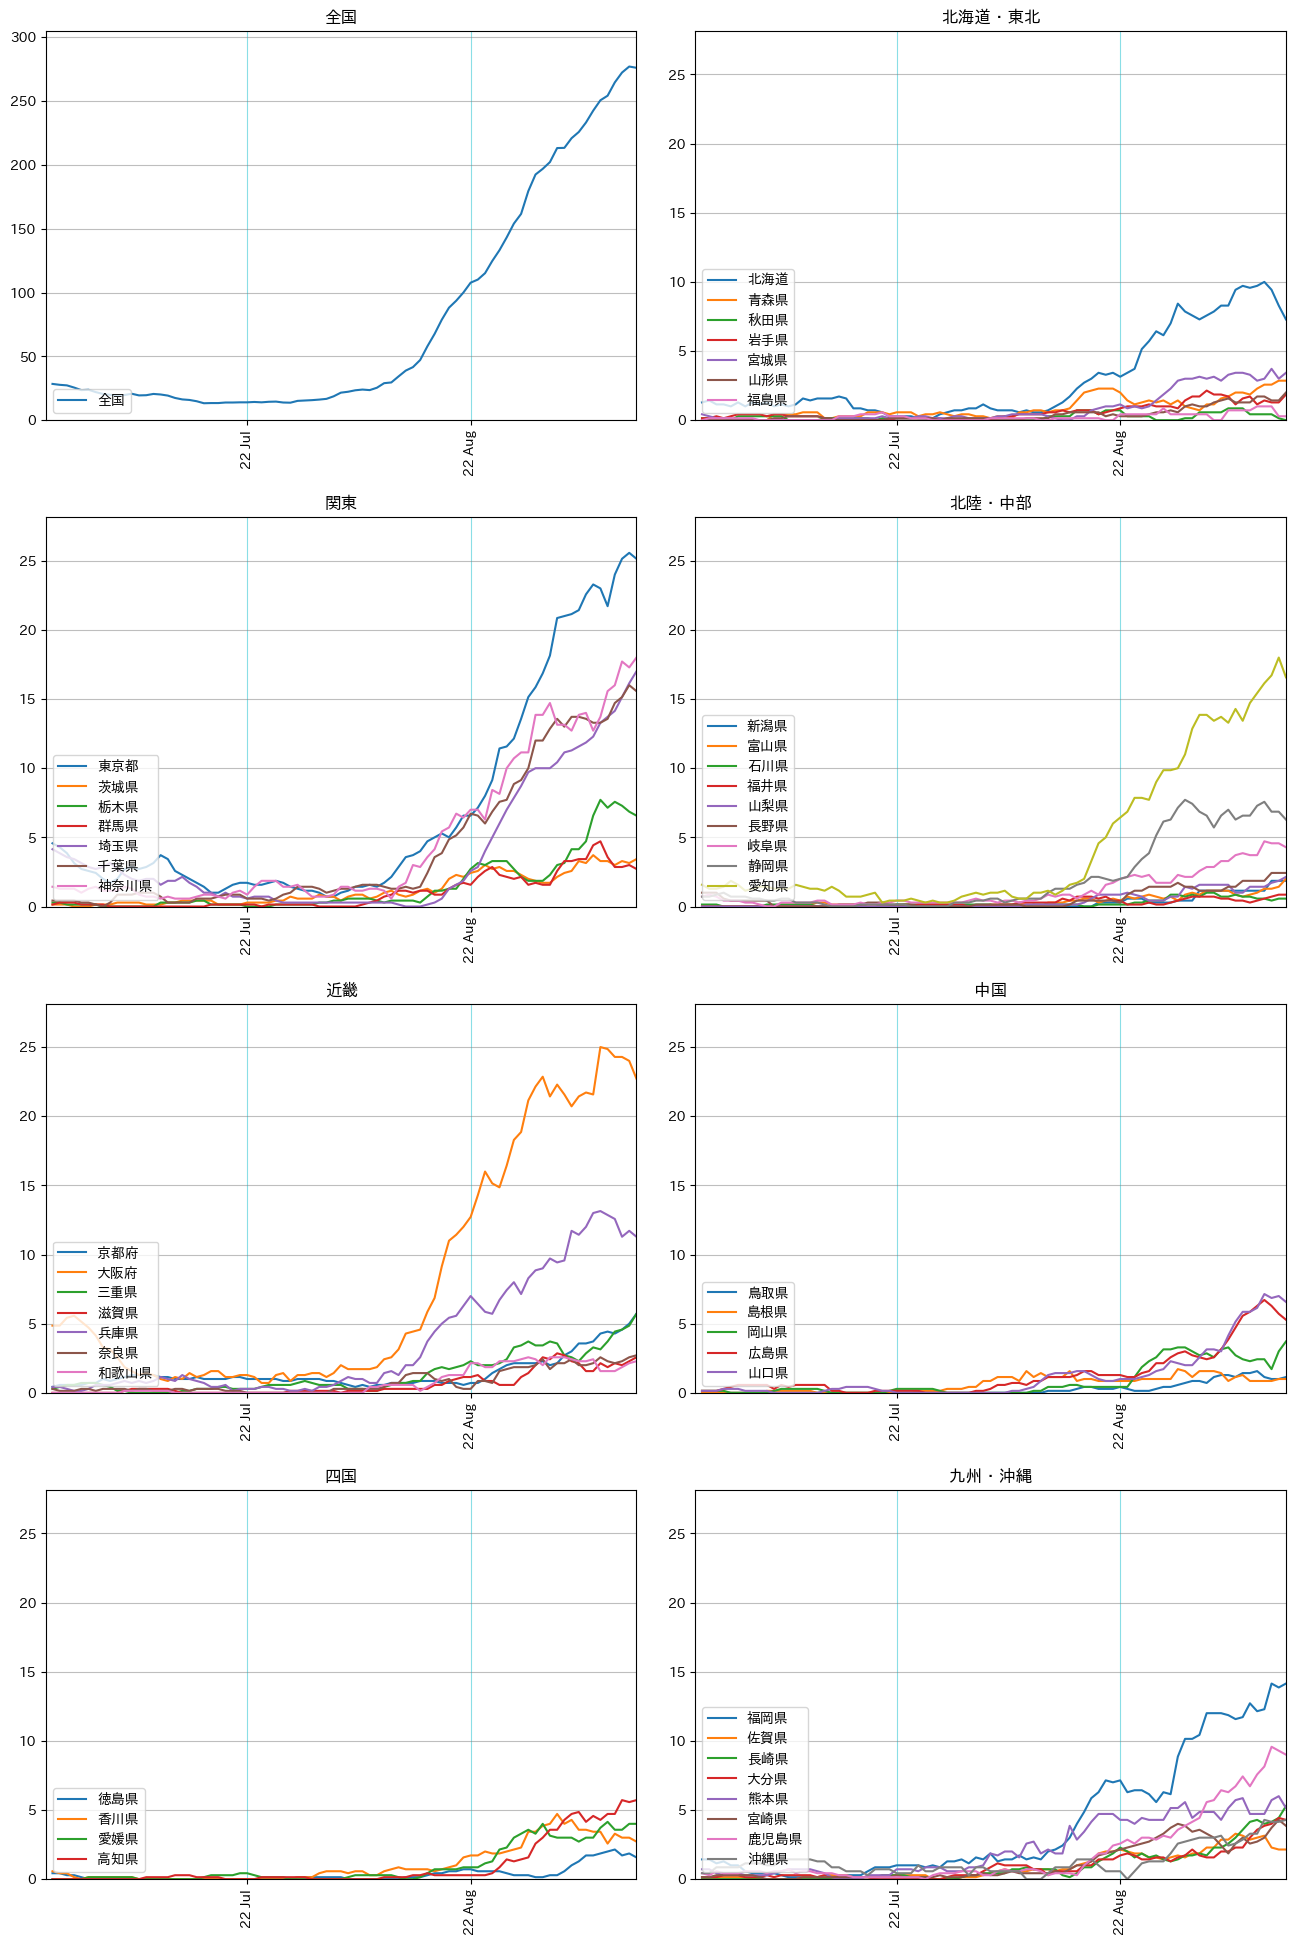 全国
300
250
200
150
100
50
0
全国
22 Jul
22 Aug
北海道・東北
25
20
15
10
5
0
北海道
青森県
秋田県
岩手県
宮城県
山形県
福島県
22 Jul
22 Aug
関東
25
20
15
10
5
0
東京都
茨城県
栃木県
群馬県
埼玉県
千葉県
神奈川県
22 Jul
22 Aug
北陸・中部
25
20
15
10
5
0
新潟県
富山県
石川県
福井県
山梨県
長野県
岐阜県
静岡県
愛知県
22 Jul
22 Aug
近畿
25
20
15
10
5
0
京都府
大阪府
三重県
滋賀県
兵庫県
奈良県
和歌山県
22 Jul
22 Aug
中国
25
20
15
10
5
0
鳥取県
島根県
岡山県
広島県
山口県
22 Jul
22 Aug
四国
25
20
15
10
5
0
徳島県
香川県
愛媛県
高知県
22 Jul
22 Aug
九州・沖縄
25
20
15
10
5
0
福岡県
佐賀県
長崎県
大分県
熊本県
宮崎県
鹿児島県
沖縄県
22 Jul
22 Aug